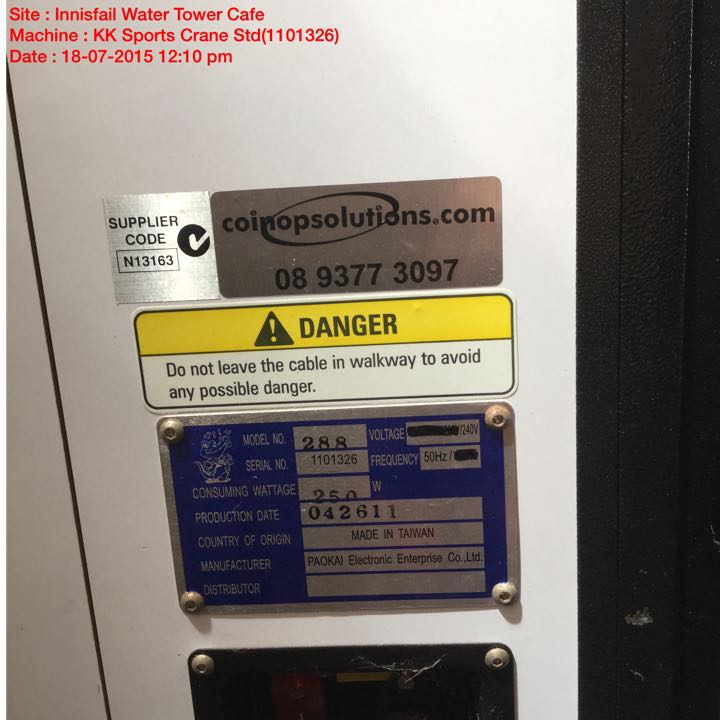 Site : Innisfail Water Tower Cafe
Machine : KK Sports Crane Std(1101326)
Date : 18-07-2015 12:10 pm
SUPPLIER
CODE
N13163
coinopsolutions.com
08 9377 3097
DANGER
Do not leave the cable in walkway to avoid
any possible danger.
MODEL NO. 288 VOLTAGE /240V
SERIAL NO. 1101326 FREQUENCY 50Hz /
CONSUMING WATTAGE 250 W
PRODUCTION DATE 042611
COUNTRY OF ORIGIN MADE IN TAIWAN
MANUFACTURER PAOKAI Electronic Enterprise Co.,Ltd.
DISTRIBUTOR